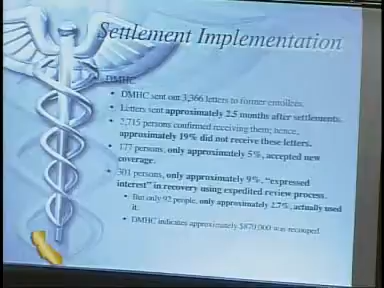 Settlement Implementation
DMHC
• DMHC sent out 3,366 letters to former enrollees.
• Letters sent approximately 2.5 months after settlements.
• 2,715 persons confirmed receiving them; hence,
approximately 19% did not receive these letters.
• 177 persons, only approximately 5%, accepted new
coverage.
• 301 persons, only approximately 9%, “expressed
interest” in recovery using expedited review process.
• But only 92 people, only approximately 2.7%, actually used
it.
• DMHC indicates approximately $870,000 was recouped